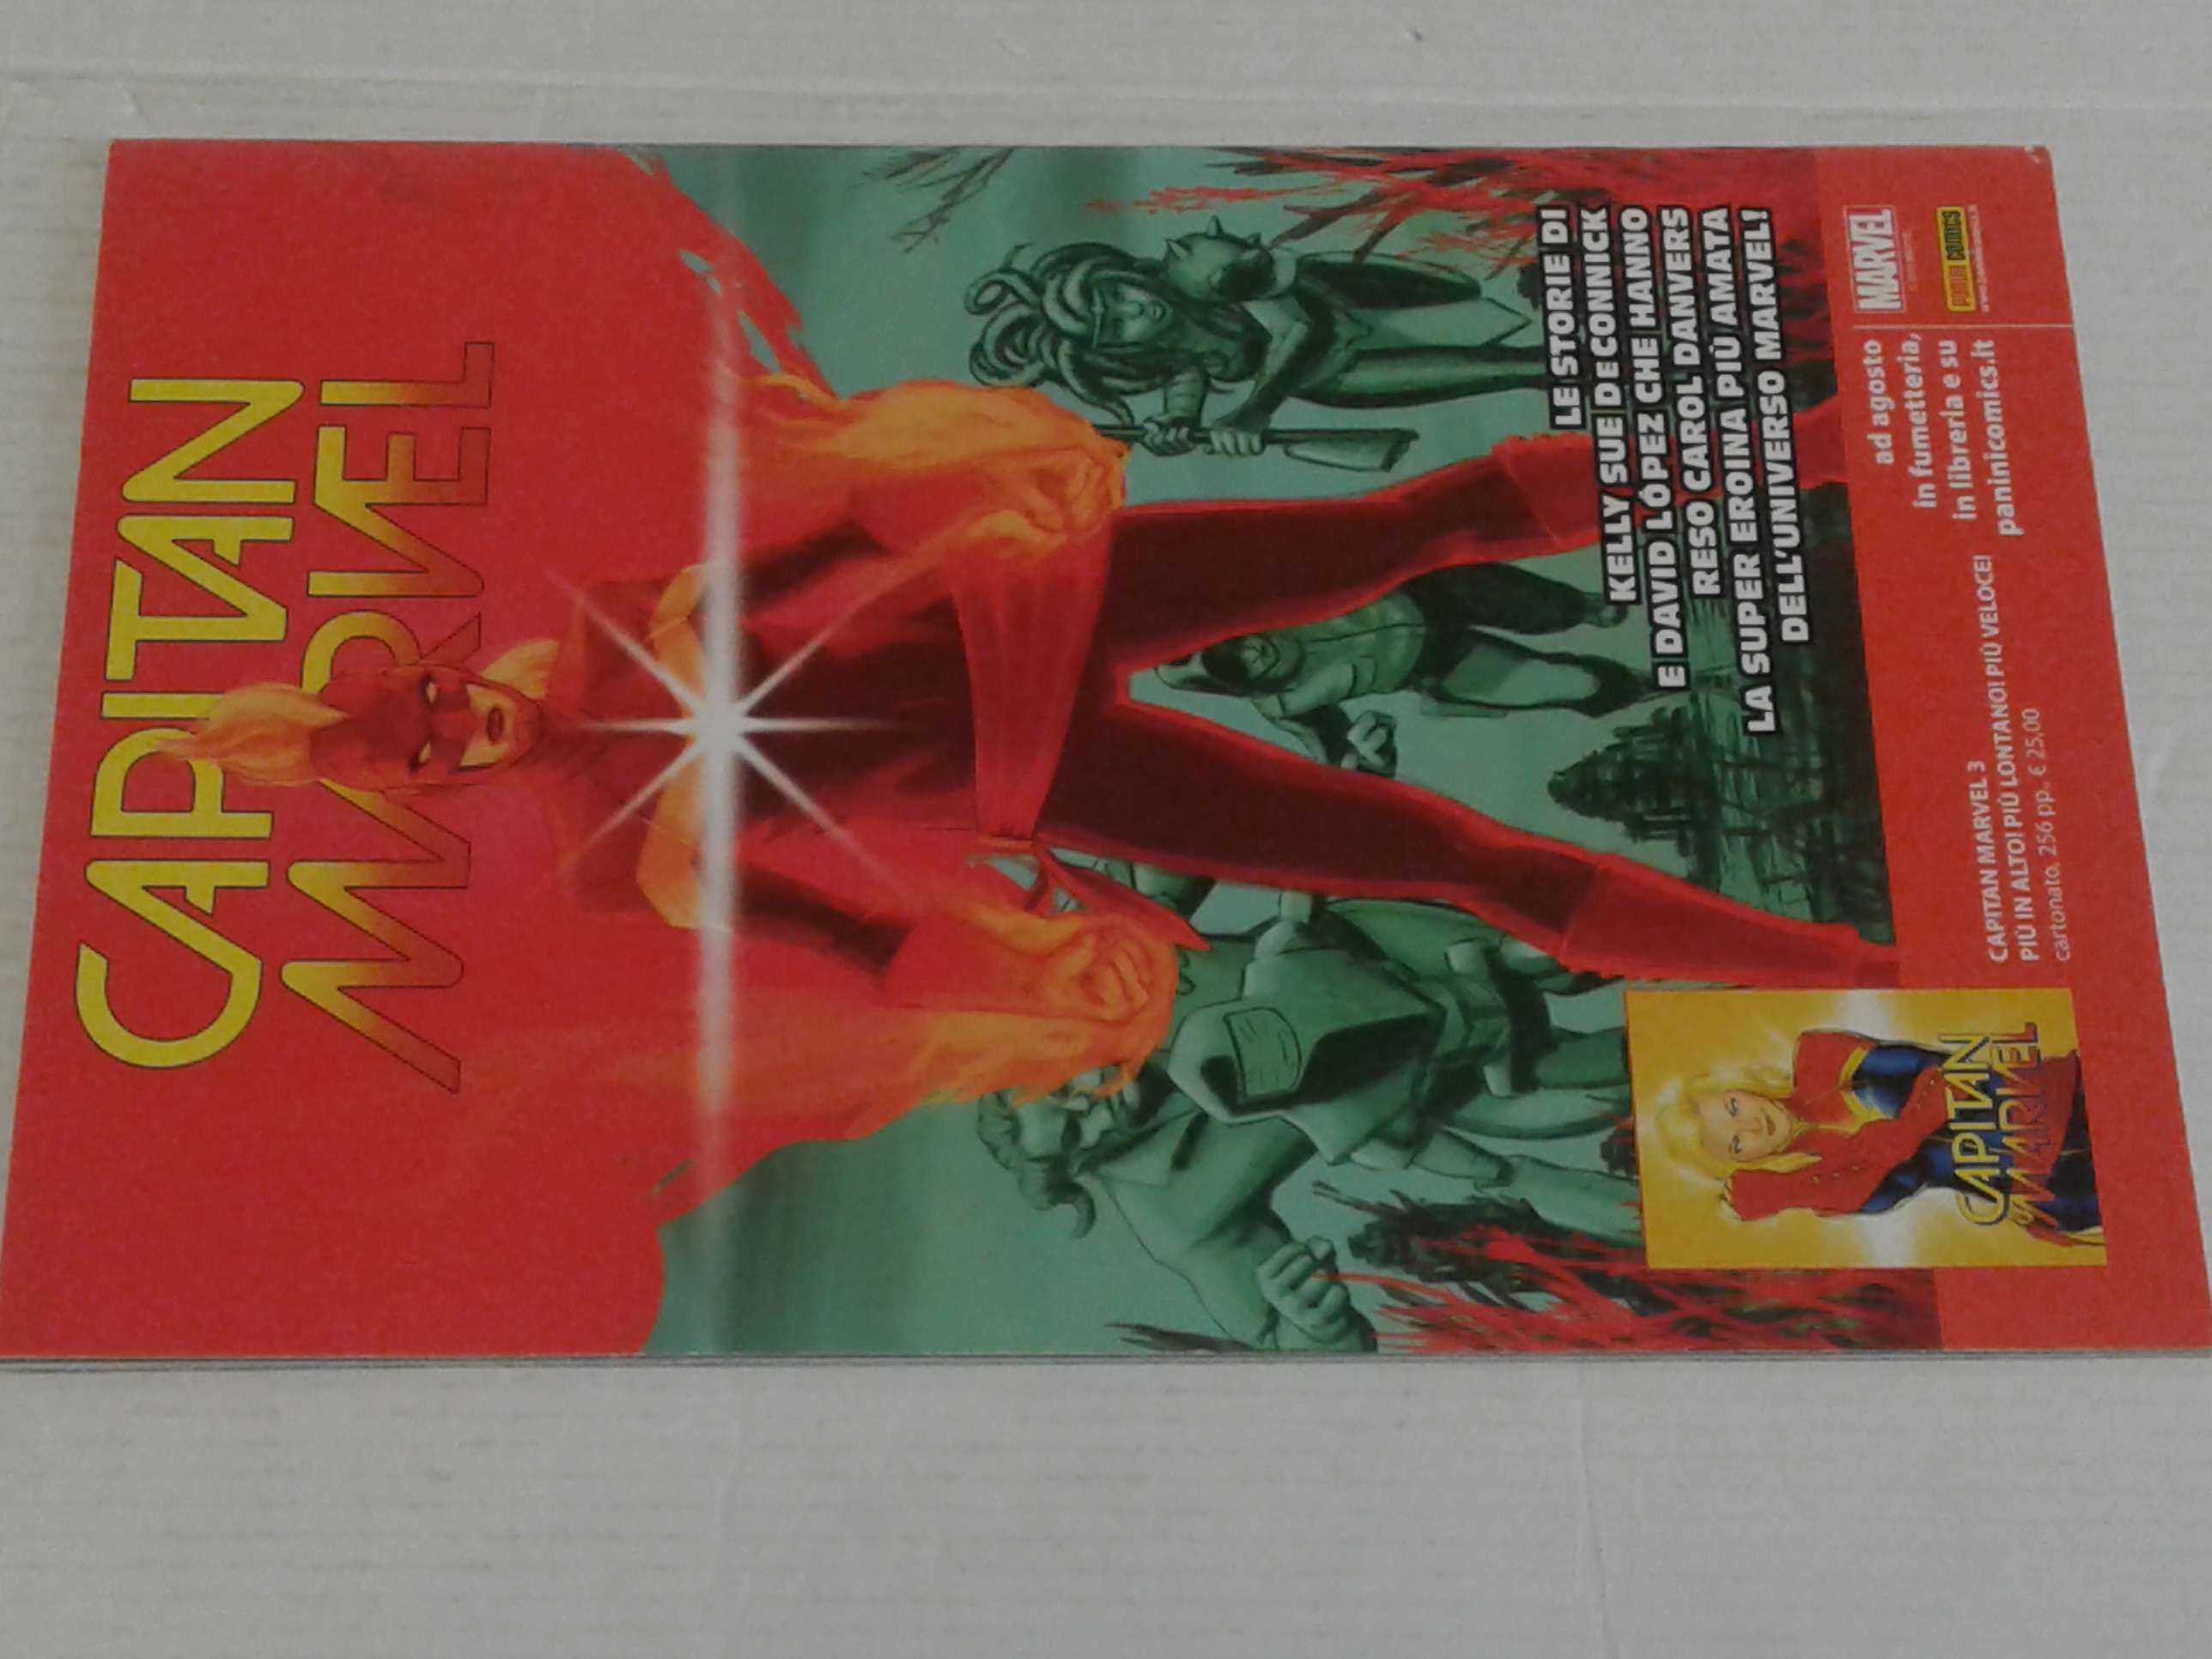 CAPITAN
MARVEL
LE STORIE DI
KELLY SUE DECONNICK
E DAVID LÓPEZ CHE HANNO
RESO CAROL DANVERS
LA SUPER EROINA PIÙ AMATA
DELL'UNIVERSO MARVEL!
CAPITAN
MARVEL
CAPITAN MARVEL 3
PIÙ IN ALTO! PIÙ LONTANO! PIÙ VELOCE!
cartonato, 256 pp., € 25,00
ad agosto
in fumetteria,
in libreria e su
paninicomics.it
MARVEL
PANINI COMICS